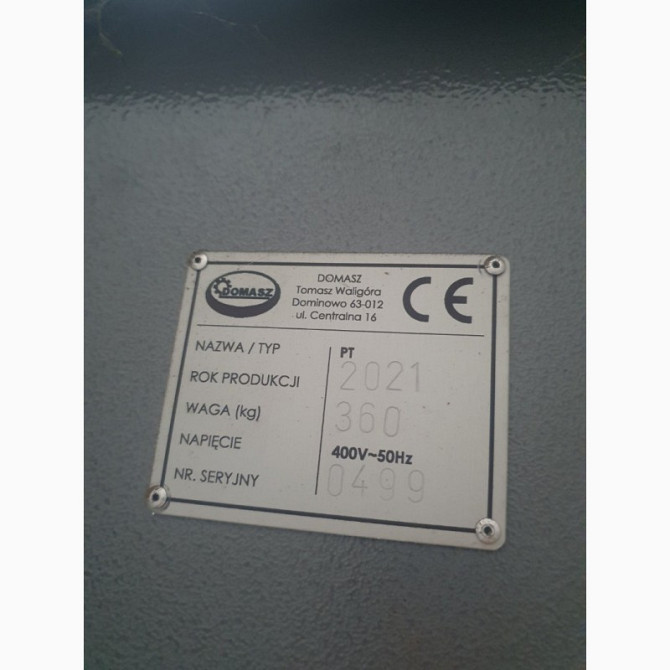 DOMASZ
DOMASZ
Tomasz Waligóra
Dominowo 63-012
ul. Centralna 16
CE
NAZWA / TYP PT
ROK PRODUKCJI 2021
WAGA (kg) 360
NAPIĘCIE 400V~50Hz
NR. SERYJNY 0499